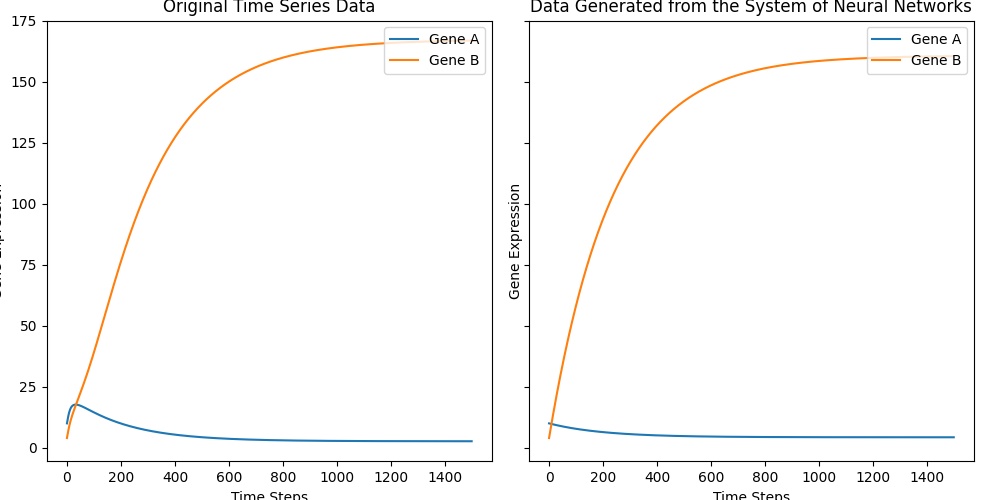 Original Time Series Data
175
150
125
100
75
50
25
0
0 200 400 600 800 1000 1200 1400
Time Steps
Gene A
Gene B
Data Generated from the System of Neural Networks
Gene Expression
0 200 400 600 800 1000 1200 1400
Time Steps
Gene A
Gene B